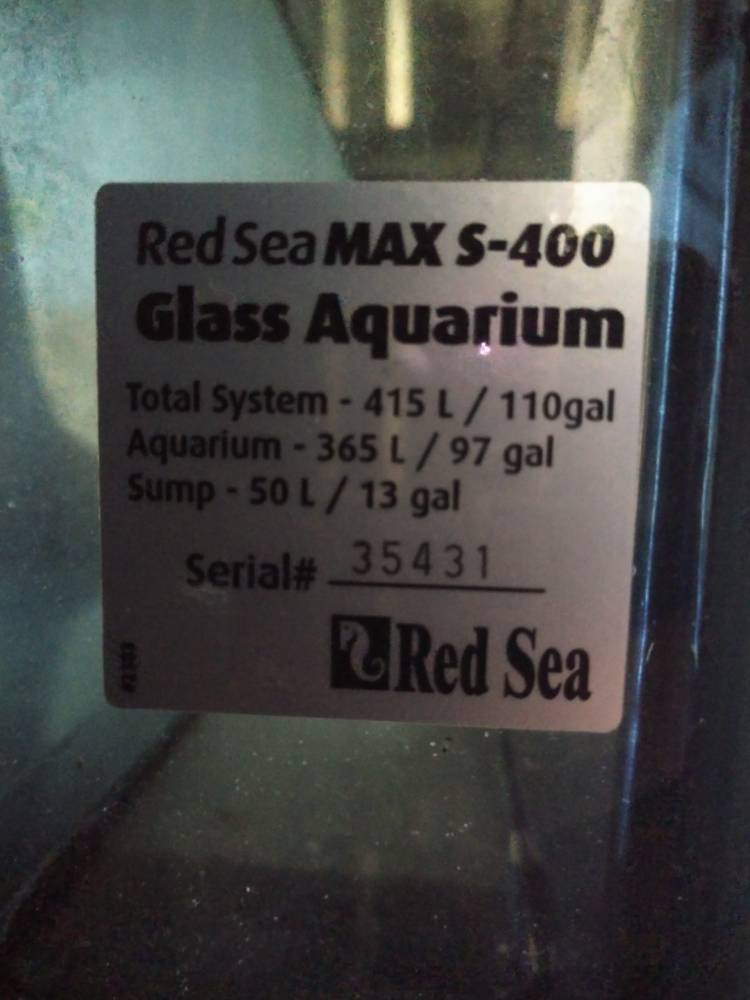 Red Sea MAX S-400
Glass Aquarium
Total System - 415 L / 110gal
Aquarium - 365 L / 97 gal
Sump - 50 L / 13 gal
Serial# 35431
Red Sea